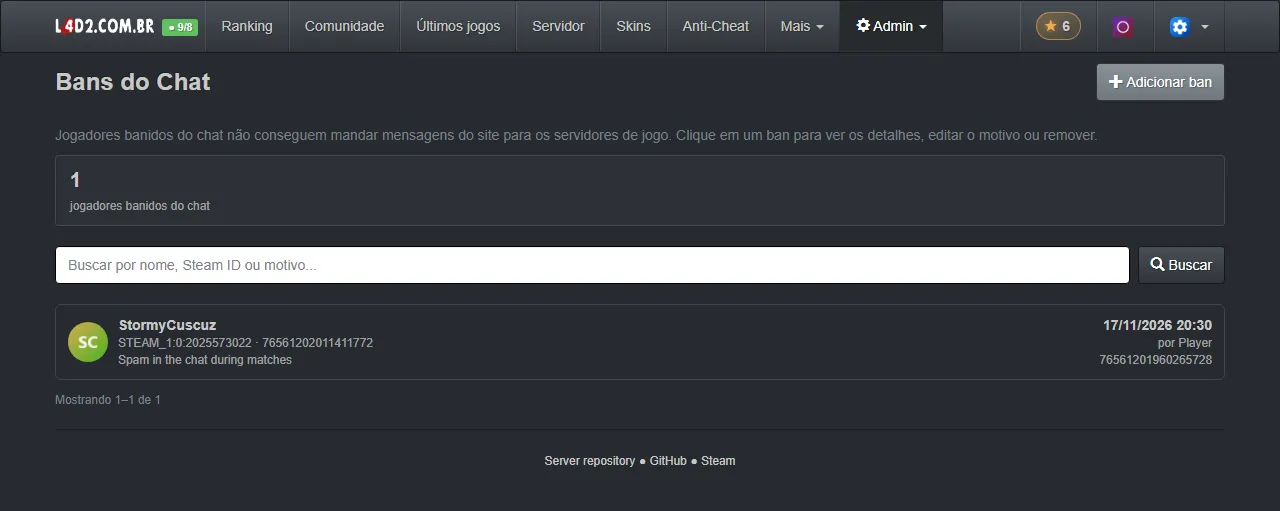 L4D2.COM.BR ● 9/8 Ranking Comunidade Últimos jogos Servidor Skins Anti-Cheat Mais Admin ★ 6
Bans do Chat
Adicionar ban
Jogadores banidos do chat não conseguem mandar mensagens do site para os servidores de jogo. Clique em um ban para ver os detalhes, editar o motivo ou remover.
1
jogadores banidos do chat
Buscar por nome, Steam ID ou motivo...
Buscar
SC
StormyCuscuz
STEAM_1:0:2025573022 · 76561202011411772
Spam in the chat during matches
17/11/2026 20:30
por Player
76561201960265728
Mostrando 1–1 de 1
Server repository ● GitHub ● Steam